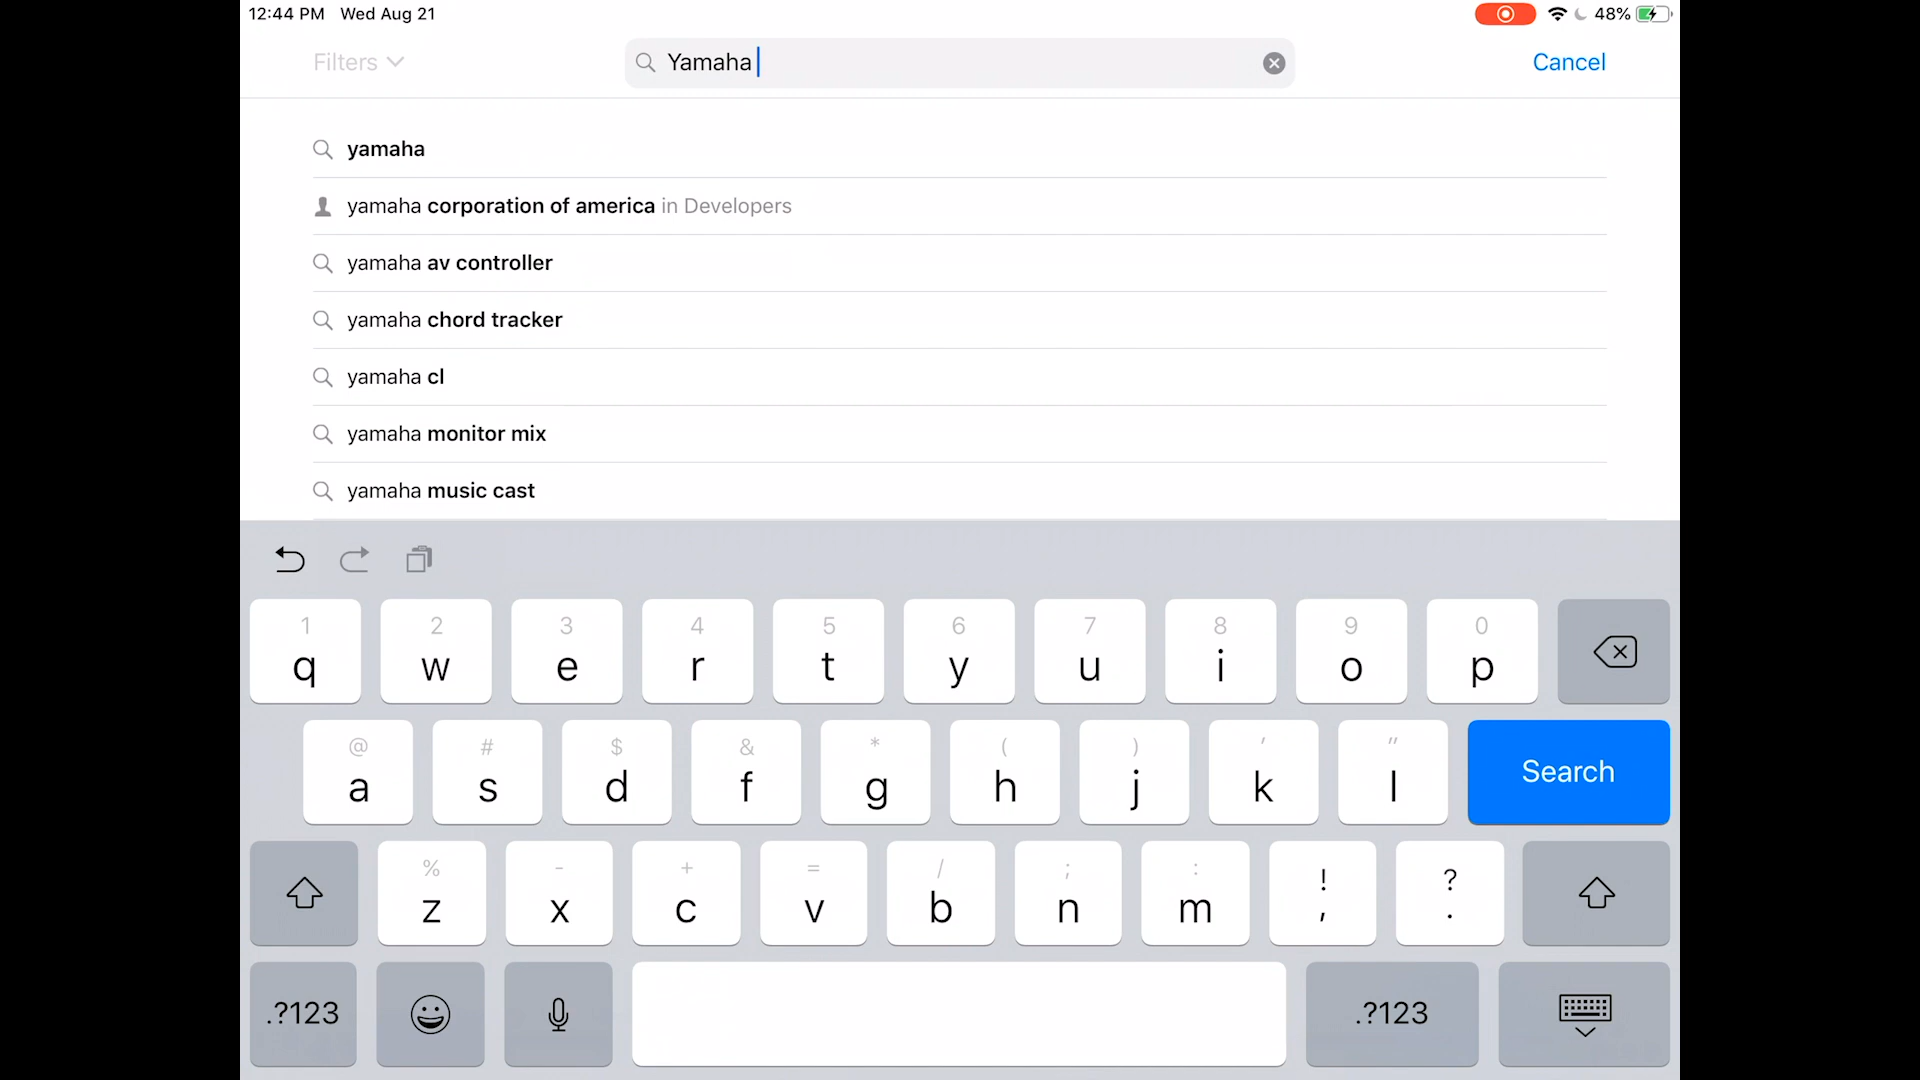 12:44 PM Wed Aug 21 48%
Filters Yamaha Cancel
yamaha
yamaha corporation of america in Developers
yamaha av controller
yamaha chord tracker
yamaha cl
yamaha monitor mix
yamaha music cast
1 2 3 4 5 6 7 8 9 0
q w e r t y u i o p
@ # $ & * ( ) ' "
a s d f g h j k l Search
% - + = / ; : ! ?
z x c v b n m , .
.?123 .?123